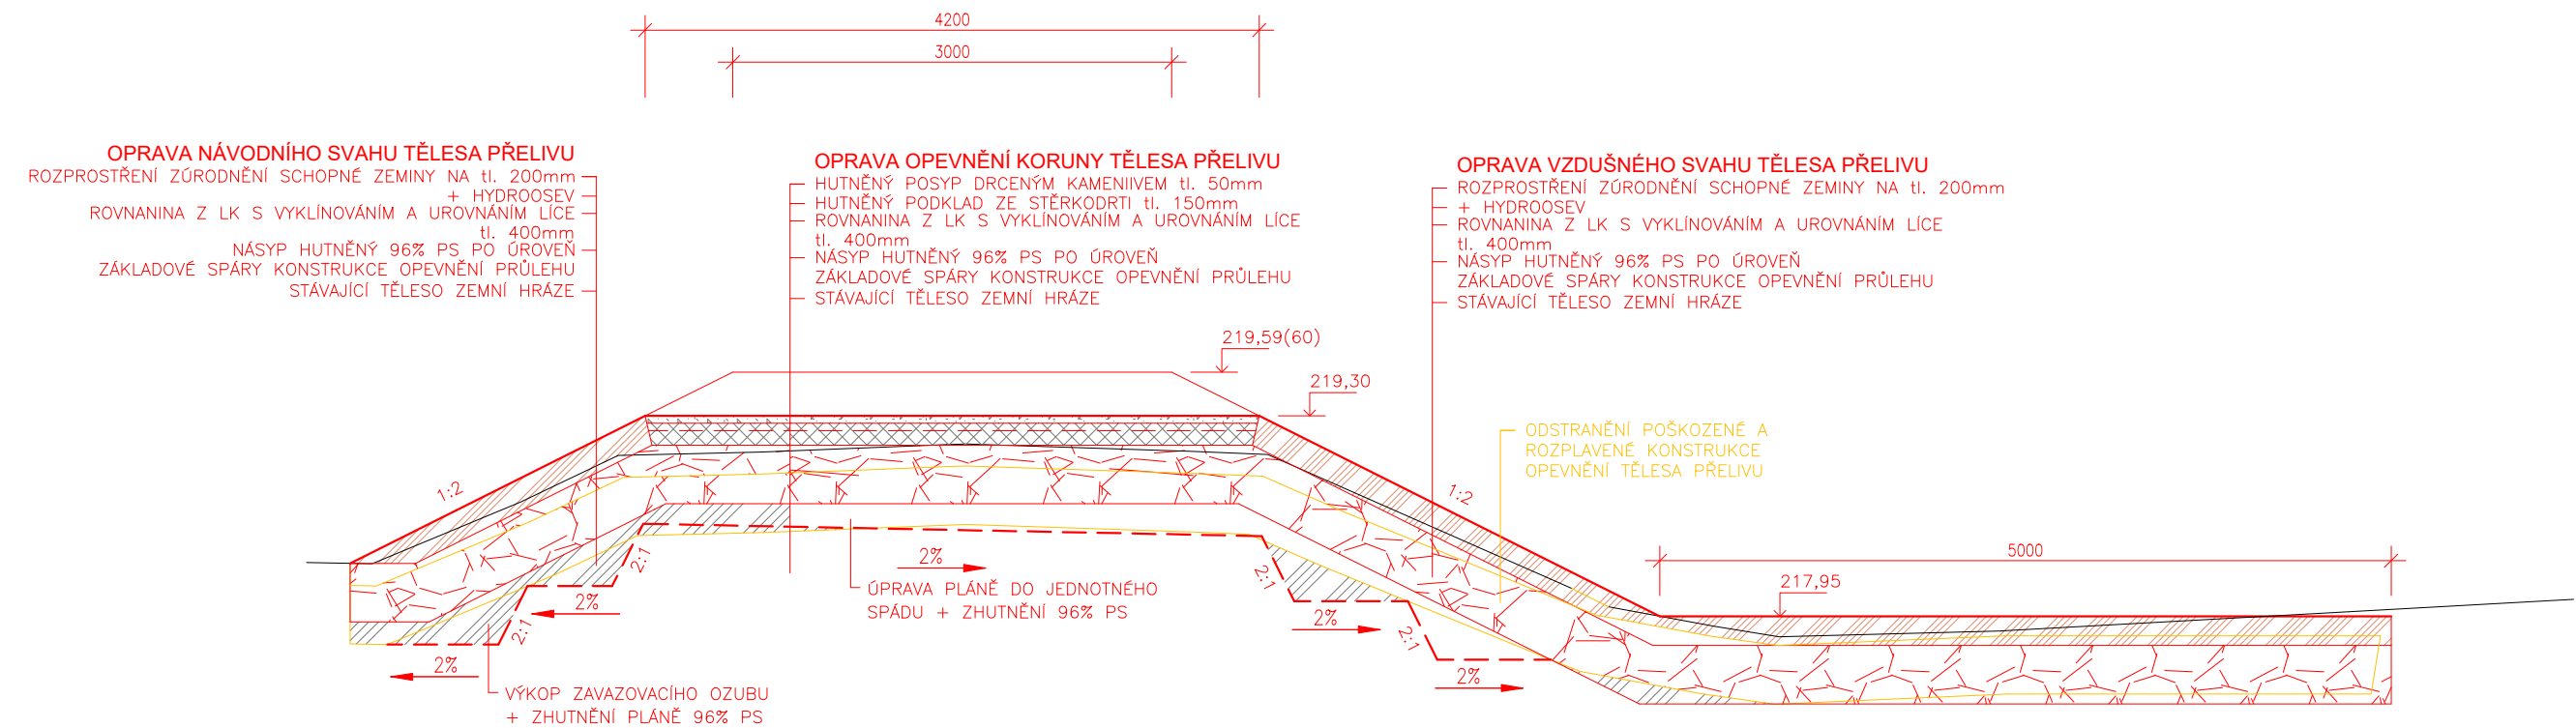 4200
3000
OPRAVA NÁVODNÍHO SVAHU TĚLESA PŘELIVU
ROZPROSTŘENÍ ZÚRODNĚNÍ SCHOPNÉ ZEMINY NA tl. 200mm
+ HYDROOSEV
ROVNANINA Z LK S VYKLÍNOVÁNÍM A UROVNÁNÍM LÍCE
tl. 400mm
NÁSYP HUTNĚNÝ 96% PS PO ÚROVEŇ
ZÁKLADOVÉ SPÁRY KONSTRUKCE OPEVNĚNÍ PRŮLEHU
STÁVAJÍCÍ TĚLESO ZEMNÍ HRÁZE
OPRAVA OPEVNĚNÍ KORUNY TĚLESA PŘELIVU
HUTNĚNÝ POSYP DRCENÝM KAMENIIVEM tl. 50mm
HUTNĚNÝ PODKLAD ZE STĚRKODRTI tl. 150mm
ROVNANINA Z LK S VYKLÍNOVÁNÍM A UROVNÁNÍM LÍCE
tl. 400mm
NÁSYP HUTNĚNÝ 96% PS PO ÚROVEŇ
ZÁKLADOVÉ SPÁRY KONSTRUKCE OPEVNĚNÍ PRŮLEHU
STÁVAJÍCÍ TĚLESO ZEMNÍ HRÁZE
OPRAVA VZDUŠNÉHO SVAHU TĚLESA PŘELIVU
ROZPROSTŘENÍ ZÚRODNĚNÍ SCHOPNÉ ZEMINY NA tl. 200mm
+ HYDROOSEV
ROVNANINA Z LK S VYKLÍNOVÁNÍM A UROVNÁNÍM LÍCE
tl. 400mm
NÁSYP HUTNĚNÝ 96% PS PO ÚROVEŇ
ZÁKLADOVÉ SPÁRY KONSTRUKCE OPEVNĚNÍ PRŮLEHU
STÁVAJÍCÍ TĚLESO ZEMNÍ HRÁZE
219,59(60)
219,30
ODSTRANĚNÍ POŠKOZENÉ A
ROZPLAVENÉ KONSTRUKCE
OPEVNĚNÍ TĚLESA PŘELIVU
1:2
1:2
5000
217,95
2:1
2%
2:1
2%
2:1
2%
2:1
2%
2%
ÚPRAVA PLÁNĚ DO JEDNOTNÉHO
SPÁDU + ZHUTNĚNÍ 96% PS
VÝKOP ZAVAZOVACÍHO OZUBU
+ ZHUTNĚNÍ PLÁNĚ 96% PS